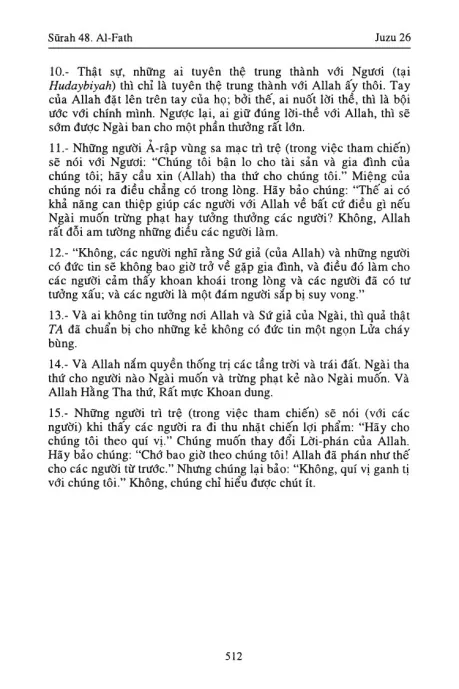 Sūrah 48. Al-Fath
Juzu 26
10.- Thật sự, những ai tuyên thệ trung thành với Ngươi (tại
Hudaybiyah) thì chỉ là tuyên thệ trung thành với Allah ấy thôi. Tay
của Allah đặt lên trên tay của họ; bởi thế, ai nuốt lời thề, thì là bội
ước với chính mình. Ngược lại, ai giữ đúng lời-thề với Allah, thì sẽ
sớm được Ngài ban cho một phần thưởng rất lớn.
11.- Những người Ả-rập vùng sa mạc trì trệ (trong việc tham chiến)
sẽ nói với Ngươi: “Chúng tôi bận lo cho tài sản và gia đình của
chúng tôi; hãy cầu xin (Allah) tha thứ cho chúng tôi.” Miệng của
chúng nói ra điều chẳng có trong lòng. Hãy bảo chúng: “Thế ai có
khả năng can thiệp giúp các người với Allah về bất cứ điều gì nếu
Ngài muốn trừng phạt hay tưởng thưởng các người? Không, Allah
rất đỗi am tường những điều các người làm.
12.- “Không, các người nghĩ rằng Sứ giả (của Allah) và những người
có đức tin sẽ không bao giờ trở về gặp gia đình, và điều đó làm cho
các người cảm thấy khoan khoái trong lòng và các người đã có tư
tưởng xấu; và các người là một đám người sắp bị suy vong.”
13.- Và ai không tin tưởng nơi Allah và Sứ giả của Ngài, thì quả thật
TA đã chuẩn bị cho những kẻ không có đức tin một ngọn Lửa cháy
bùng.
14.- Và Allah nắm quyền thống trị các tầng trời và trái đất. Ngài tha
thứ cho người nào Ngài muốn và trừng phạt kẻ nào Ngài muốn. Và
Allah Hằng Tha thứ, Rất mực Khoan dung.
15.- Những người trì trệ (trong việc tham chiến) sẽ nói (với các
người) khi thấy các người ra đi thu nhặt chiến lợi phẩm: “Hãy cho
chúng tôi theo quí vị.” Chúng muốn thay đổi Lời-phán của Allah.
Hãy bảo chúng: “Chớ bao giờ theo chúng tôi! Allah đã phán như thế
cho các người từ trước.” Nhưng chúng lại bảo: “Không, quí vị ganh tị
với chúng tôi.” Không, chúng chỉ hiểu được chút ít.
512